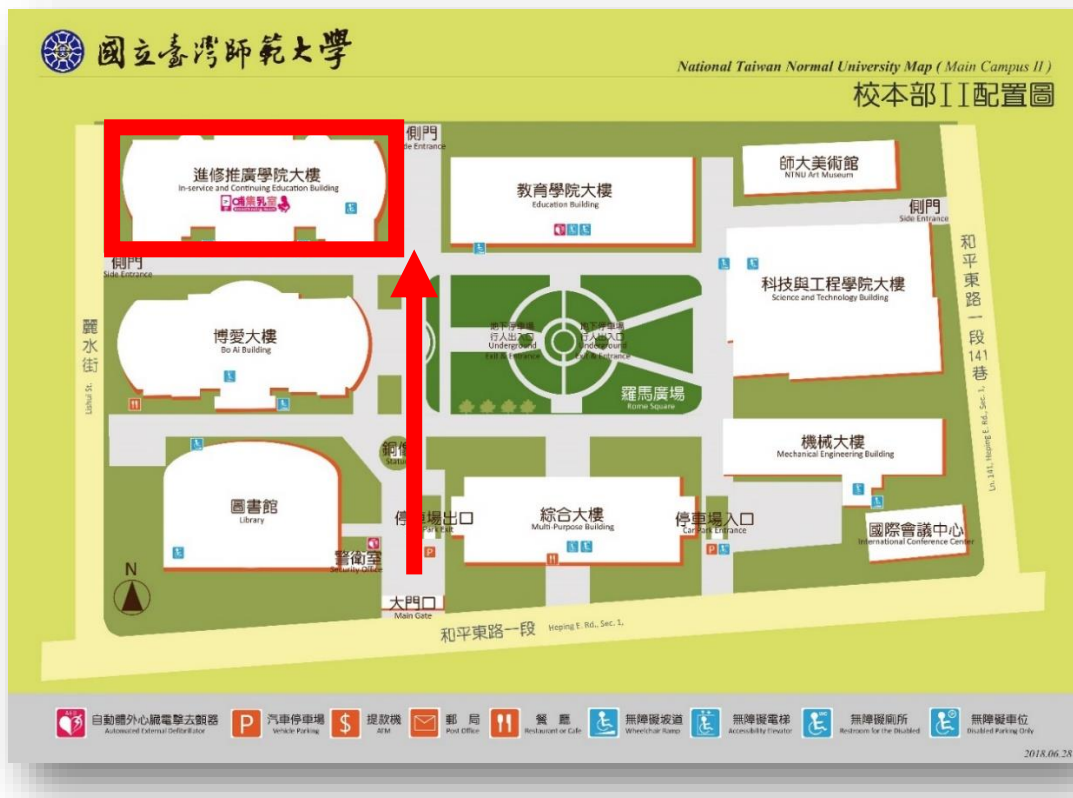 國立臺灣師範大學
National Taiwan Normal University Map ( Main Campus II )
校本部II配置圖
側門
Side Entrance
進修推廣學院大樓
In-service and Continuing Education Building
哺集乳室
教育學院大樓
Education Building
師大美術館
NTNU Art Museum
側門
Side Entrance
側門
Side Entrance
科技與工程學院大樓
Science and Technology Building
和平東路一段141巷
Ln. 141, Heping E. Rd., Sec. 1,
麗水街
Lishui St.
博愛大樓
Bo Ai Building
地下停車場
行人出入口
Underground
Exit & Entrance
地下停車場
行人出入口
Underground
Exit & Entrance
羅馬廣場
Rome Square
銅像
機械大樓
Mechanical Engineering Building
圖書館
Library
停車場出口
綜合大樓
Multi-Purpose Building
停車場入口
Car Park Entrance
國際會議中心
International Conference Center
警衛室
Security Office
N
大門口
Main Gate
和平東路一段 Heping E. Rd., Sec. 1,
自動體外心臟電擊去顫器
Automated External Defibrillator
P
汽車停車場
Vehicle Parking
$
提款機
ATM
郵局
Post Office
餐廳
Restaurant or Cafe
無障礙坡道
Wheelchair Ramp
無障礙電梯
Accessibility Elevator
無障礙廁所
Restroom for the Disabled
無障礙車位
Disabled Parking Only
2018.06.28